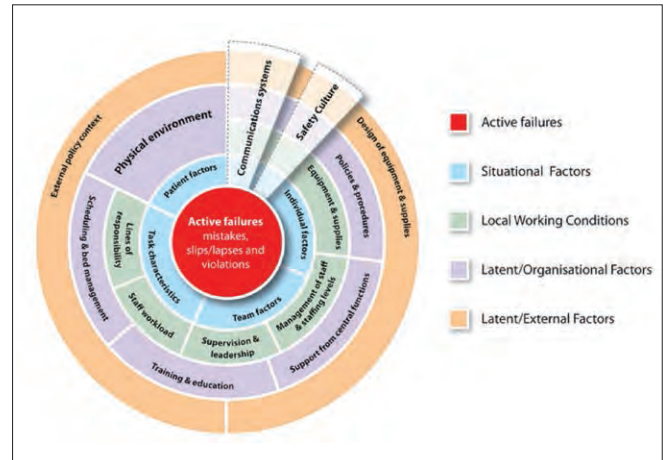 Communications systems
Safety Culture
External policy context
Design of equipment & supplies
Physical environment
Policies & procedures
Patient factors
Equipment & supplies
Individual factors
Active failures
mistakes,
slips/lapses and
violations
Scheduling & bed management
Lines of
responsibility
Task characteristics
Team factors
Management of staff
& staffing levels
Staff workload
Supervision &
leadership
Support from central functions
Training & education
Active failures
Situational Factors
Local Working Conditions
Latent/Organisational Factors
Latent/External Factors